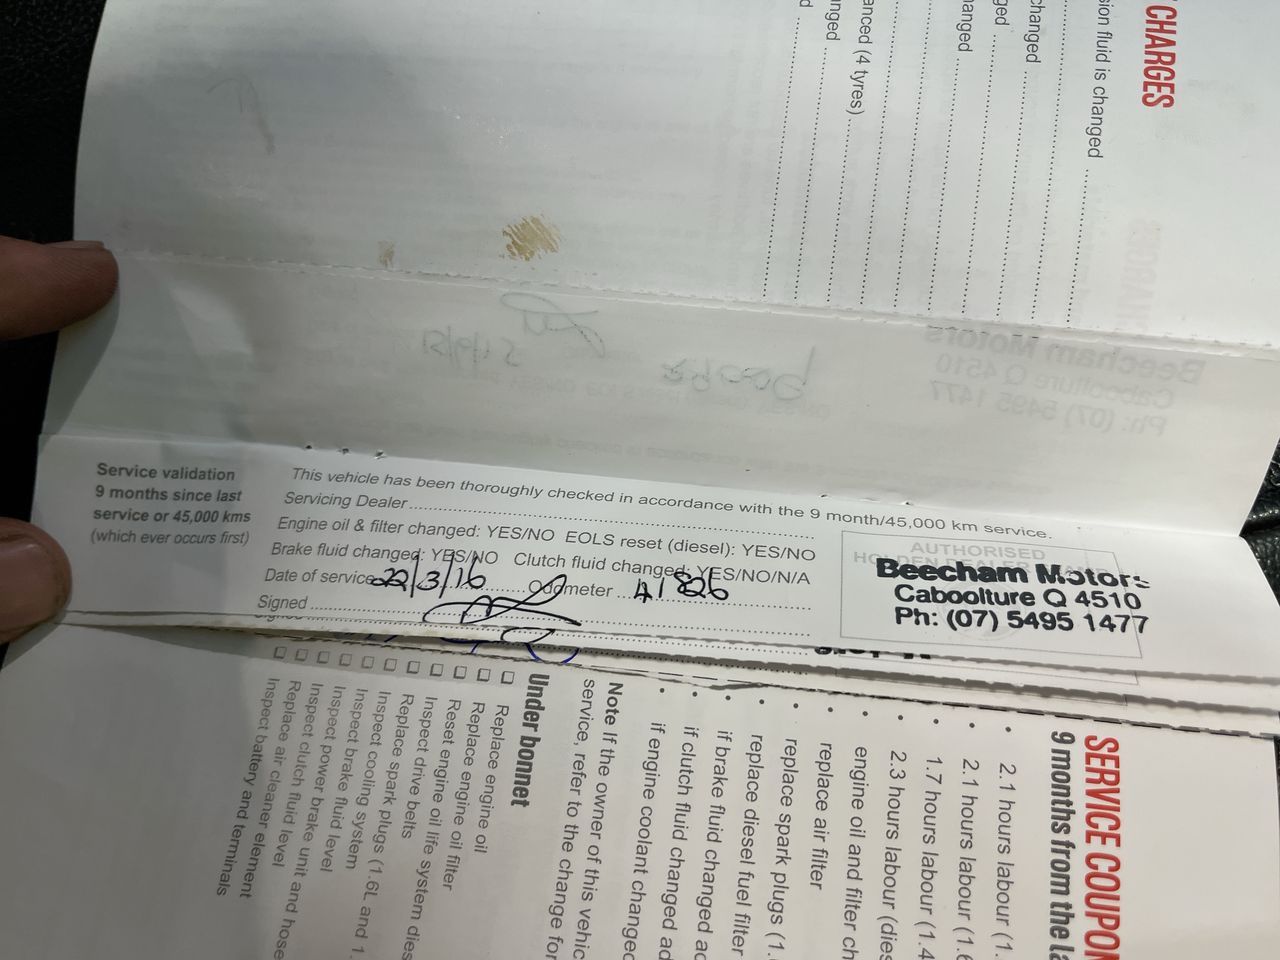 CHARGES
sion fluid is changed
changed
anced (4 tyres)
Service validation
9 months since last
service or 45,000 kms
(which ever occurs first)
This vehicle has been thoroughly checked in accordance with the 9 month/45,000 km service.
Servicing Dealer
Engine oil & filter changed: YES/NO EOLS reset (diesel): YES/NO
Brake fluid changed: YES/NO Clutch fluid changed: YES/NO/N/A
Date of service 22/3/16 Odometer 41826
Signed
AUTHORISED
Beecham Motors
Caboolture Q 4510
Ph: (07) 5495 1477
SERVICE COUPON
9 months from the la
• 2.1 hours labour (1.
• 2.1 hours labour (1.6
• 1.7 hours labour (1.4
• 2.3 hours labour (dies
• engine oil and filter ch
• replace air filter
• replace spark plugs (1.
• replace diesel fuel filter
• if brake fluid changed ad
• if clutch fluid changed ad
• if engine coolant changed
Note If the owner of this vehic
service, refer to the change for
Under bonnet
Replace engine oil
Replace engine oil filter
Reset engine oil life system dies
Inspect drive belts
Replace spark plugs (1.6L and 1.
Inspect cooling system
Inspect brake fluid level
Inspect power brake unit and hose
Inspect clutch fluid level
Replace air cleaner element
Inspect battery and terminals